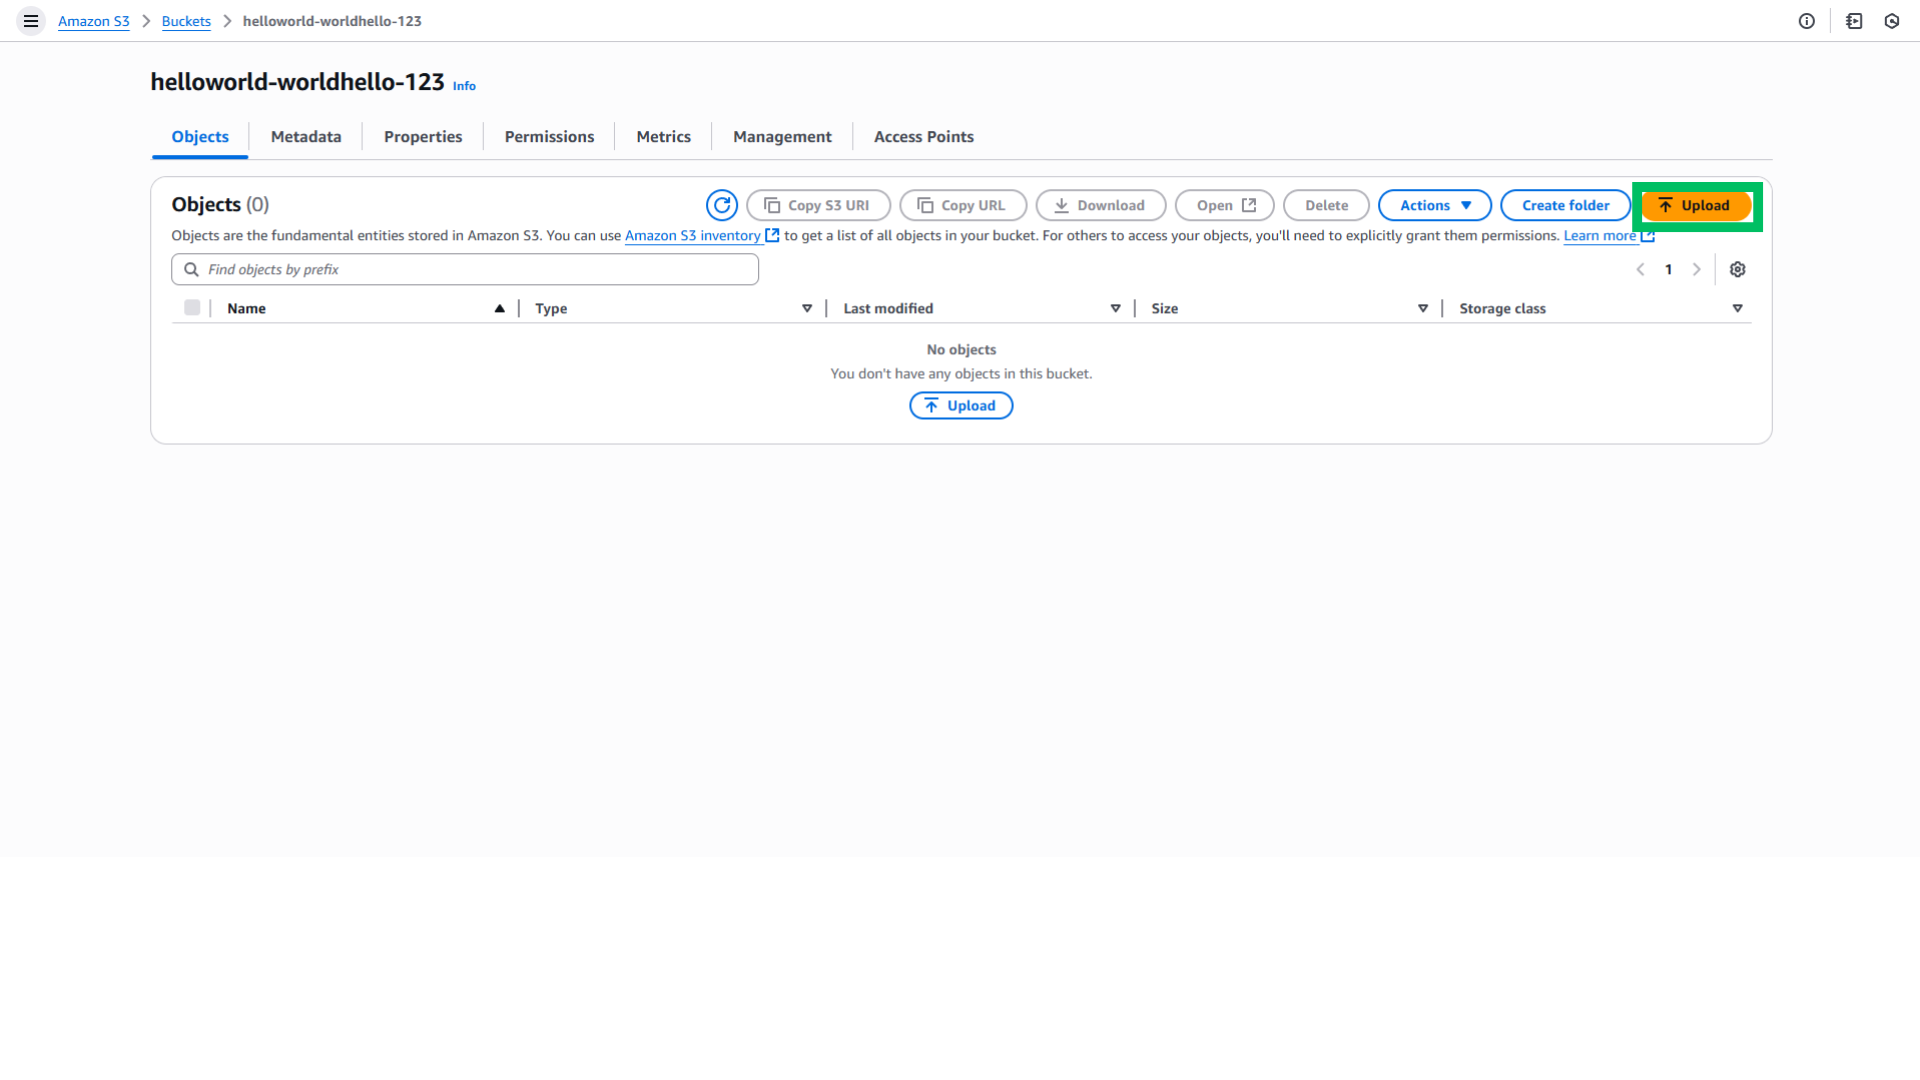 Amazon S3 > Buckets > helloworld-worldhello-123
helloworld-worldhello-123 Info
Objects Metadata Properties Permissions Metrics Management Access Points
Objects (0) Copy S3 URI Copy URL Download Open Delete Actions Create folder Upload
Objects are the fundamental entities stored in Amazon S3. You can use Amazon S3 inventory to get a list of all objects in your bucket. For others to access your objects, you'll need to explicitly grant them permissions. Learn more
Find objects by prefix 1
Name Type Last modified Size Storage class
No objects
You don't have any objects in this bucket.
Upload